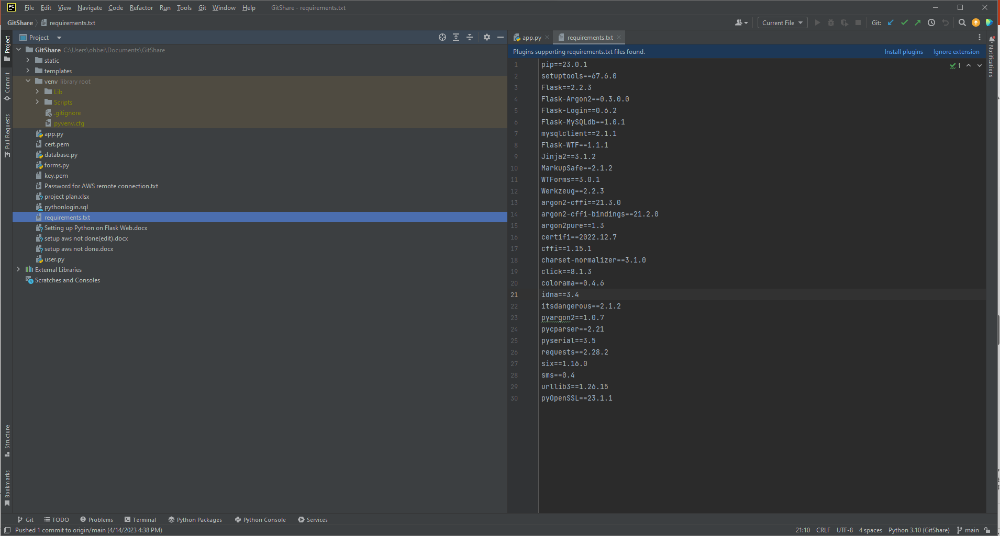 PC File Edit View Navigate Code Refactor Run Tools Git Window Help GitShare - requirements.txt
GitShare requirements.txt Current File Git:
Project app.py requirements.txt
Plugins supporting requirements.txt files found. Install plugins Ignore extension
Project
Commit
Pull Requests
Structure
Bookmarks
Notifications
GitShare C:\Users\ohbei\Documents\GitShare
static
templates
venv library root
Lib
Scripts
.gitignore
pyvenv.cfg
app.py
cert.pem
database.py
forms.py
key.pem
Password for AWS remote connection.txt
project plan.xlsx
pythonlogin.sql
requirements.txt
Setting up Python on Flask Web.docx
setup aws not done(edit).docx
setup aws not done.docx
user.py
External Libraries
Scratches and Consoles
1 pip==23.0.1
2 setuptools==67.6.0
3 Flask==2.2.3
4 Flask-Argon2==0.3.0.0
5 Flask-Login==0.6.2
6 Flask-MySQLdb==1.0.1
7 mysqlclient==2.1.1
8 Flask-WTF==1.1.1
9 Jinja2==3.1.2
10 MarkupSafe==2.1.2
11 WTForms==3.0.1
12 Werkzeug==2.2.3
13 argon2-cffi==21.3.0
14 argon2-cffi-bindings==21.2.0
15 argon2pure==1.3
16 certifi==2022.12.7
17 cffi==1.15.1
18 charset-normalizer==3.1.0
19 click==8.1.3
20 colorama==0.4.6
21 idna==3.4
22 itsdangerous==2.1.2
23 pyargon2==1.0.7
24 pycparser==2.21
25 pyserial==3.5
26 requests==2.28.2
27 six==1.16.0
28 sms==0.4
29 urllib3==1.26.15
30 pyOpenSSL==23.1.1
1
Git TODO Problems Terminal Python Packages Python Console Services
Pushed 1 commit to origin/main (4/14/2023 4:38 PM) 21:10 CRLF UTF-8 4 spaces Python 3.10 (GitShare) main